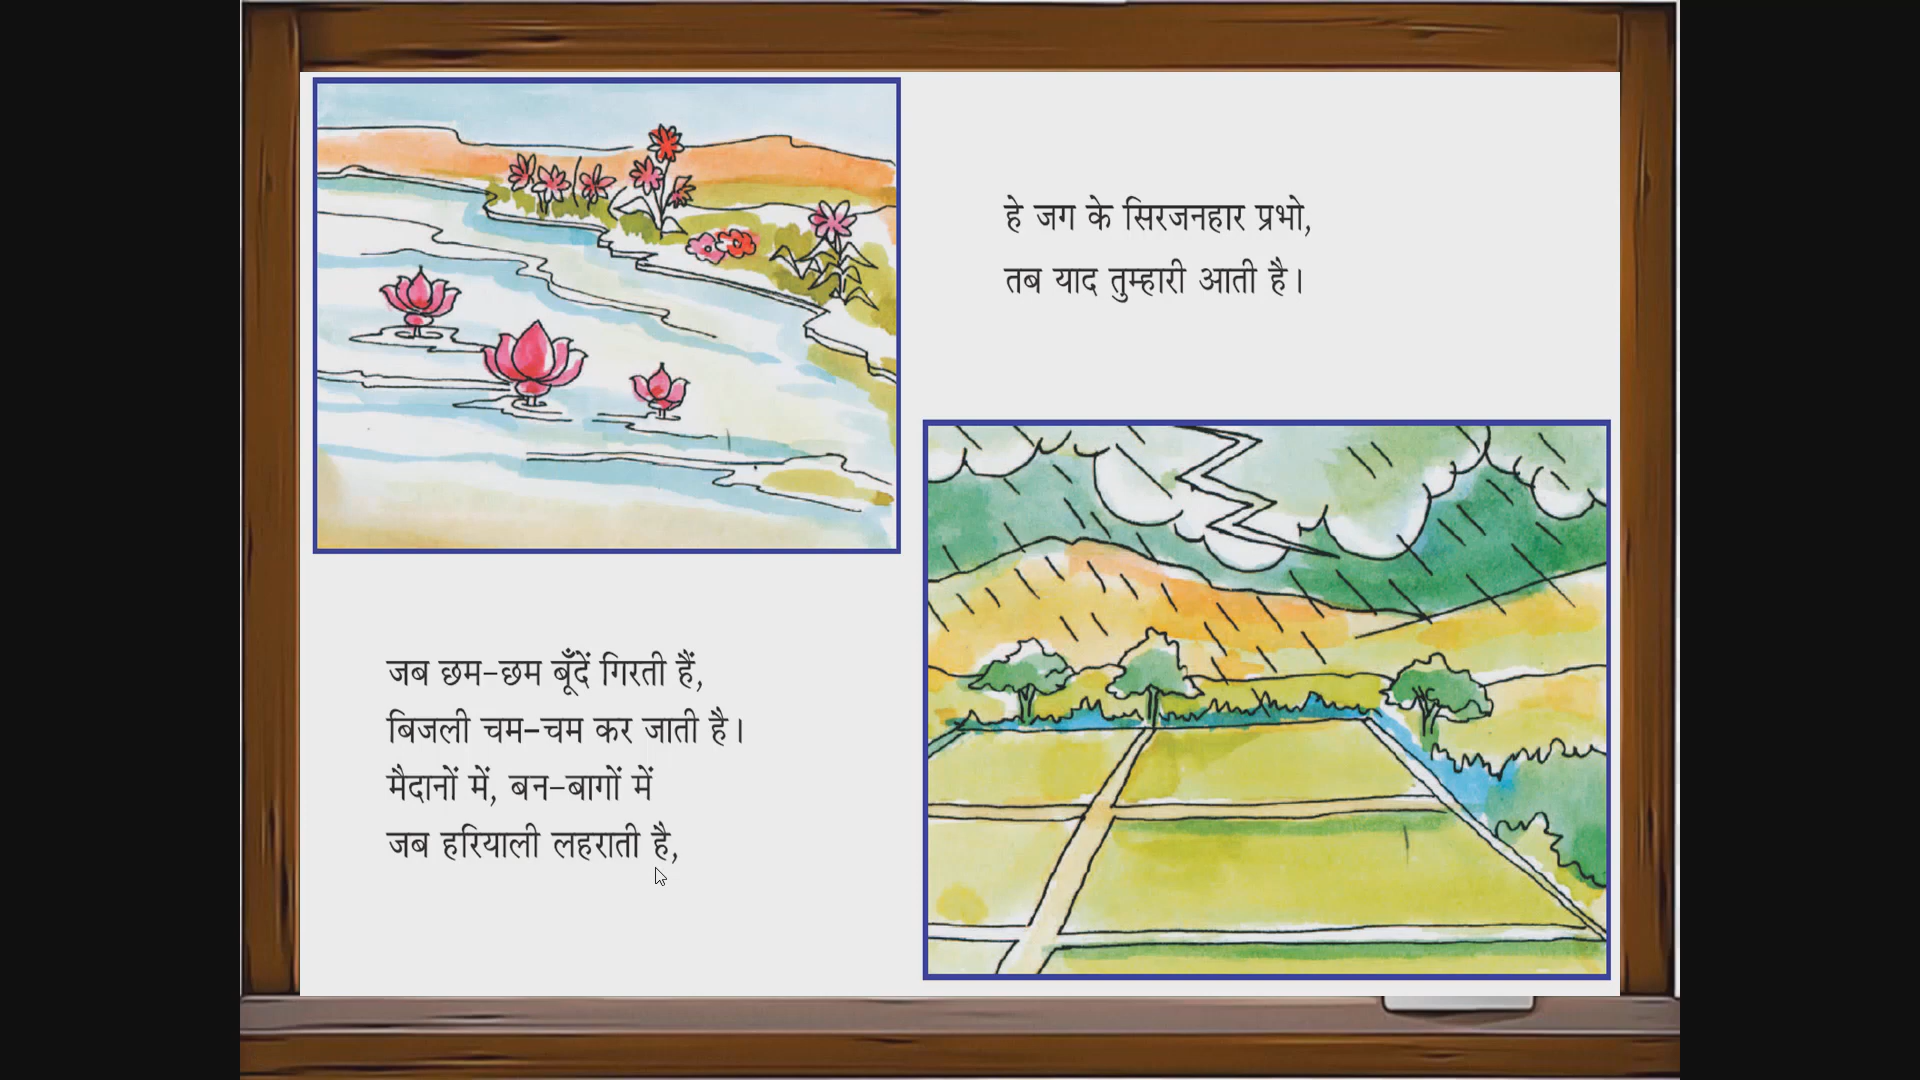 हे जग के सिरजनहार प्रभो,
तब याद तुम्हारी आती है।
जब छम-छम बूँदें गिरती हैं,
बिजली चम-चम कर जाती है।
मैदानों में, बन-बागों में
जब हरियाली लहराती है,